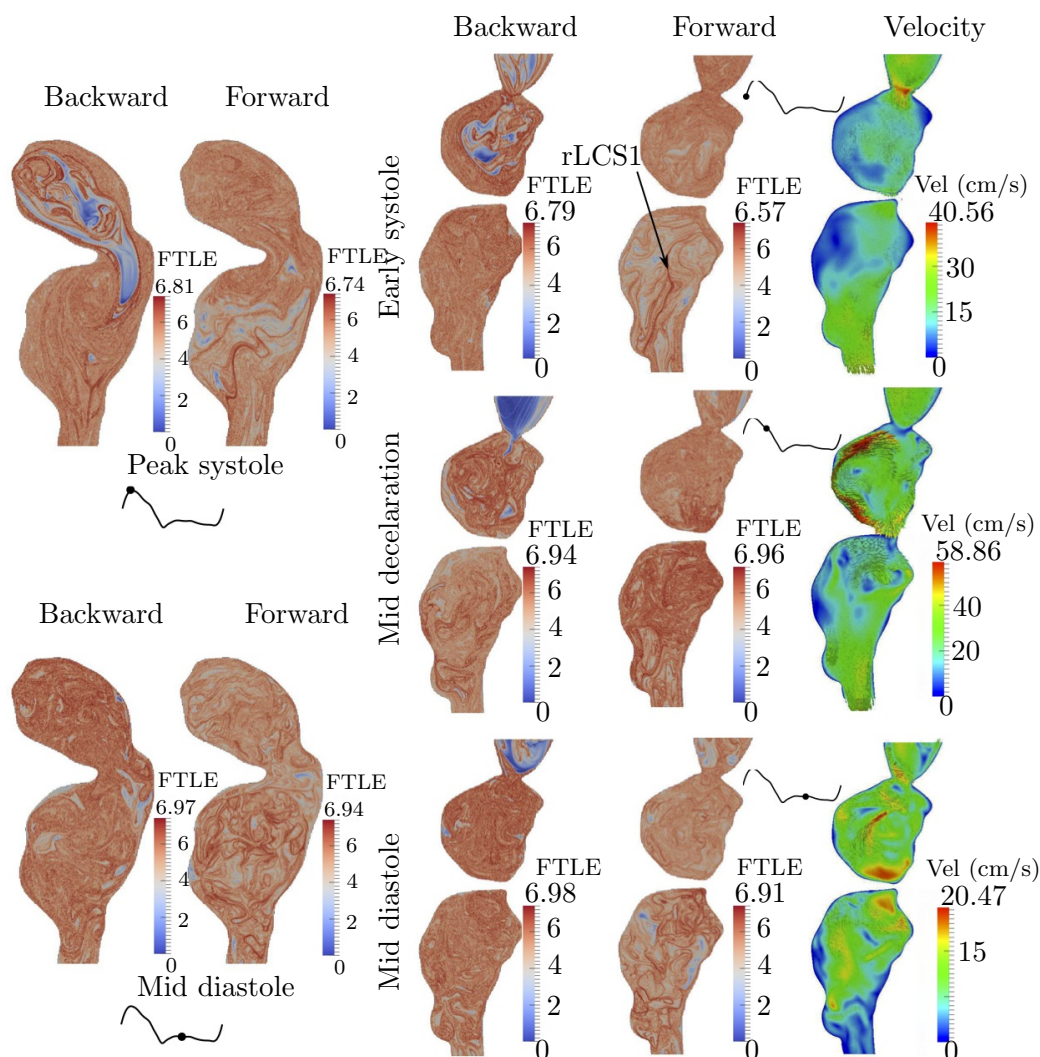 Backward
Forward
FTLE
6.81
6
4
2
0
FTLE
6.74
6
4
2
0
Peak systole
Backward
Forward
FTLE
6.97
6
4
2
0
FTLE
6.94
6
4
2
0
Mid diastole
Backward
Forward
Velocity
Early systole
rLCS1
FTLE
6.79
6
4
2
0
FTLE
6.57
6
4
2
0
Vel (cm/s)
40.56
30
15
0
Mid decelaration
FTLE
6.94
6
4
2
0
FTLE
6.96
6
4
2
0
Vel (cm/s)
58.86
40
20
0
Mid diastole
FTLE
6.98
6
4
2
0
FTLE
6.91
6
4
2
0
Vel (cm/s)
20.47
15
0